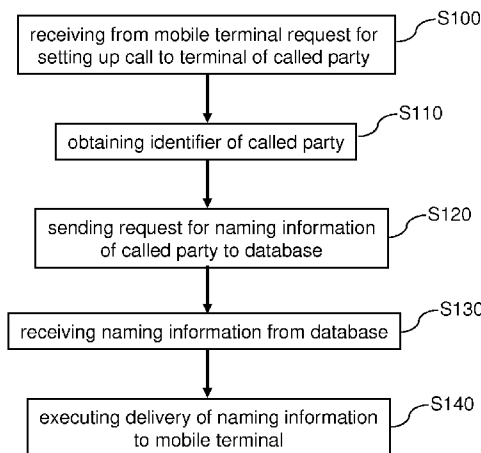 receiving from mobile terminal request for
setting up call to terminal of called party
S100
obtaining identifier of called party
S110
sending request for naming information
of called party to database
S120
receiving naming information from database
S130
executing delivery of naming information
to mobile terminal
S140